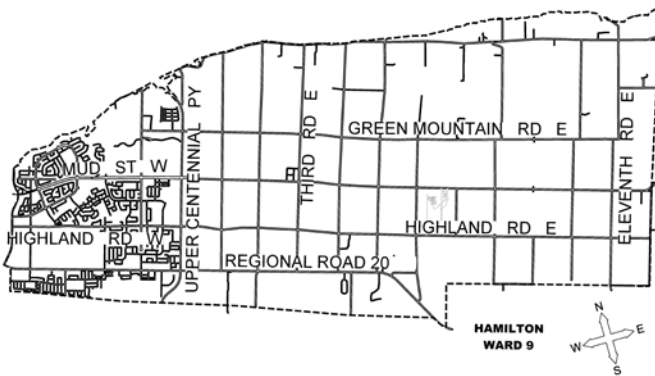 UPPER CENTENNIAL PY
THIRD RD E
ELEVENTH RD E
GREEN MOUNTAIN RD E
MUD ST W
HIGHLAND RD W
HIGHLAND RD E
REGIONAL ROAD 20
HAMILTON
WARD 9
N
W E
S